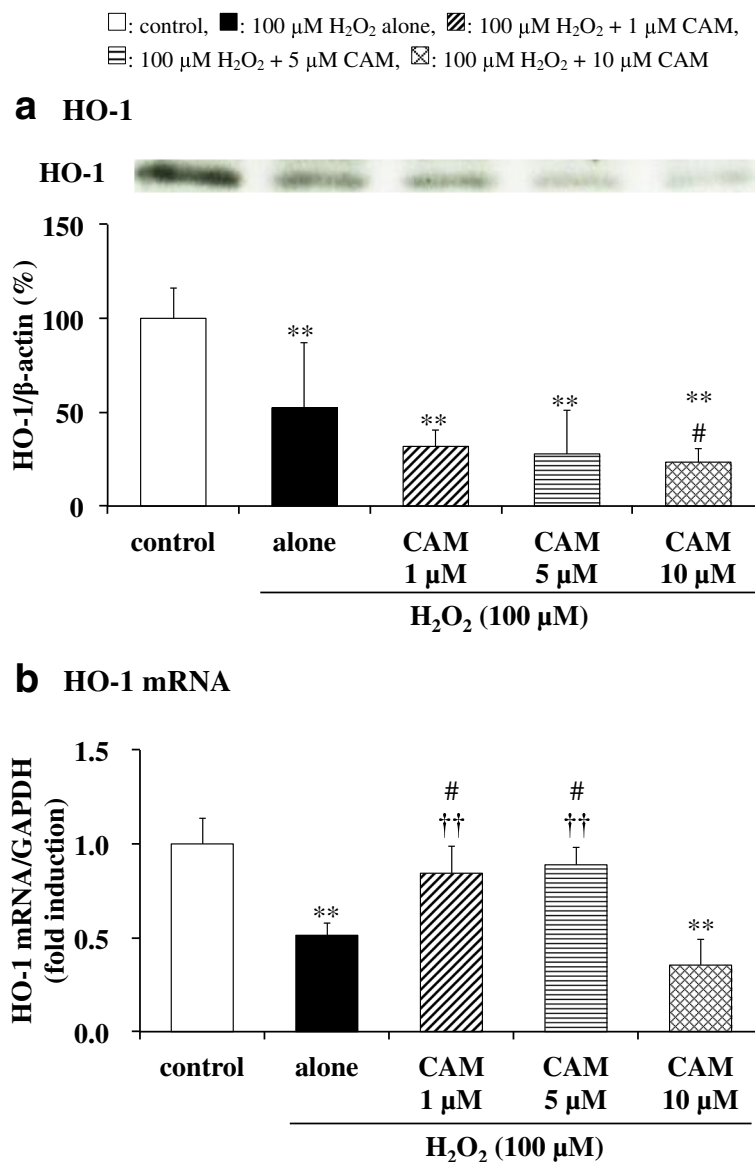 □: control, ■: 100 µM H₂O₂ alone, ▨: 100 µM H₂O₂ + 1 µM CAM,
▤: 100 µM H₂O₂ + 5 µM CAM, ▩: 100 µM H₂O₂ + 10 µM CAM
a HO-1
HO-1
HO-1/β-actin (%)
150
100
50
0
**
**
**
**
#
control alone CAM CAM CAM
1 µM 5 µM 10 µM
H₂O₂ (100 µM)
b HO-1 mRNA
HO-1 mRNA/GAPDH
(fold induction)
1.5
1.0
0.5
0.0
**
#
††
#
††
**
control alone CAM CAM CAM
1 µM 5 µM 10 µM
H₂O₂ (100 µM)